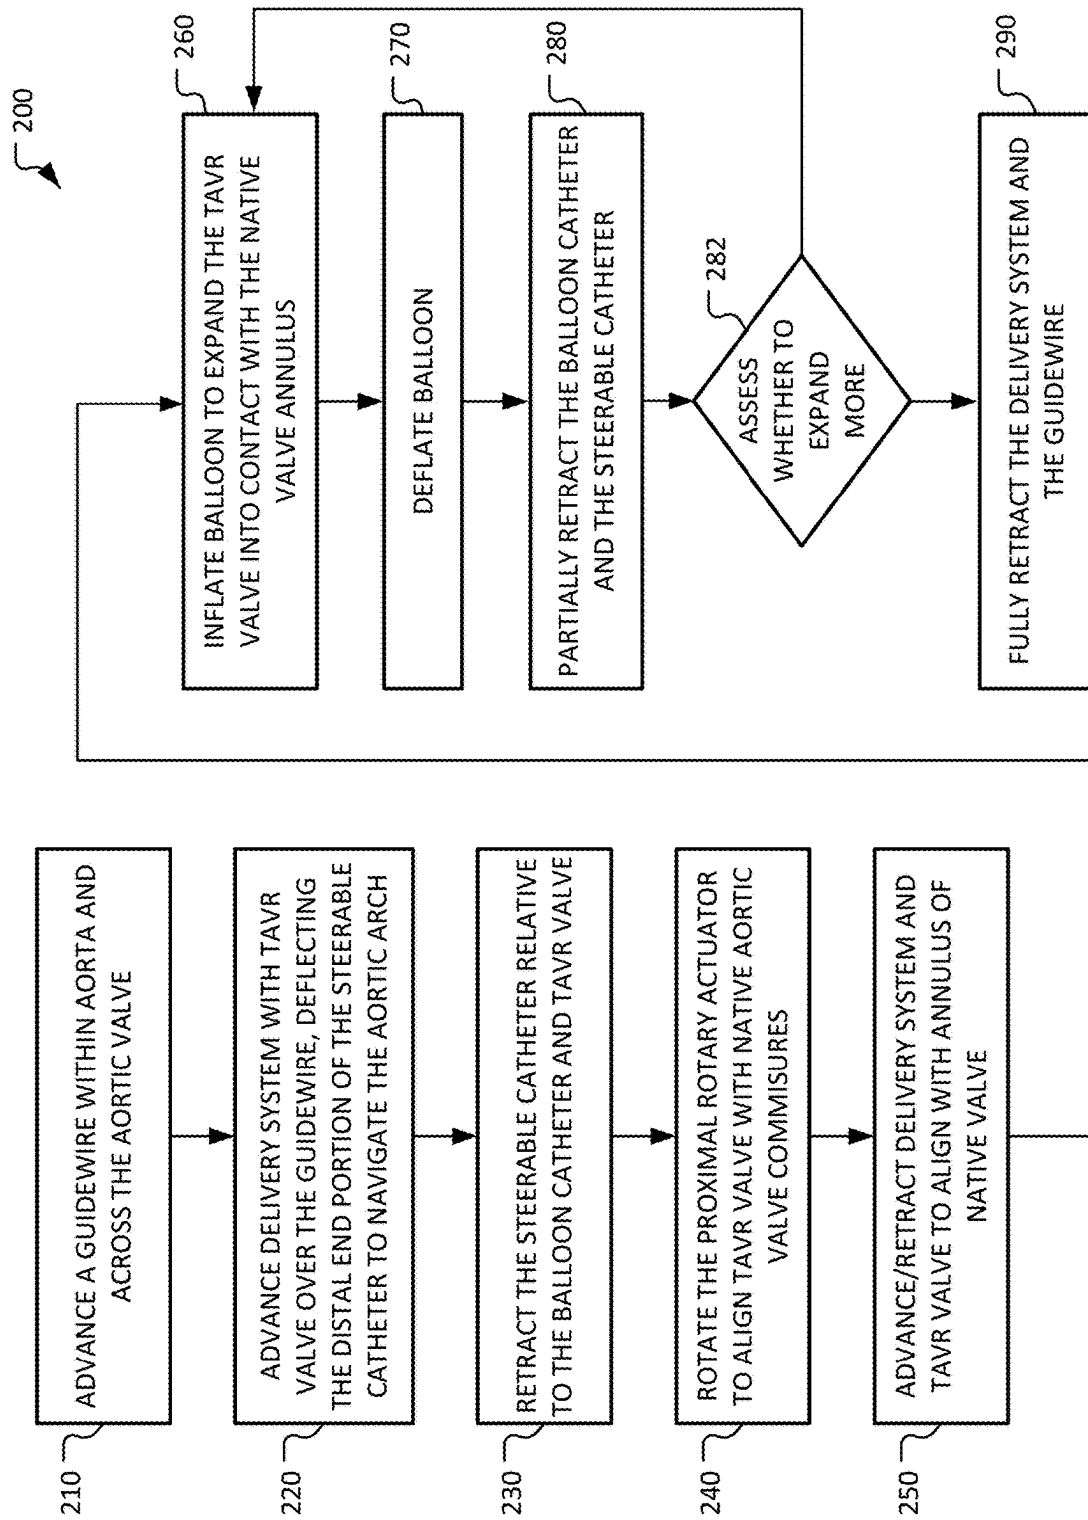 200
210
ADVANCE A GUIDEWIRE WITHIN AORTA AND
ACROSS THE AORTIC VALVE
220
ADVANCE DELIVERY SYSTEM WITH TAVR
VALVE OVER THE GUIDEWIRE, DEFLECTING
THE DISTAL END PORTION OF THE STEERABLE
CATHETER TO NAVIGATE THE AORTIC ARCH
230
RETRACT THE STEERABLE CATHETER RELATIVE
TO THE BALLOON CATHETER AND TAVR VALVE
240
ROTATE THE PROXIMAL ROTARY ACTUATOR
TO ALIGN TAVR VALVE WITH NATIVE AORTIC
VALVE COMMISURES
250
ADVANCE/RETRACT DELIVERY SYSTEM AND
TAVR VALVE TO ALIGN WITH ANNULUS OF
NATIVE VALVE
260
INFLATE BALLOON TO EXPAND THE TAVR
VALVE INTO CONTACT WITH THE NATIVE
VALVE ANNULUS
270
DEFLATE BALLOON
280
PARTIALLY RETRACT THE BALLOON CATHETER
AND THE STEERABLE CATHETER
282
ASSESS
WHETHER TO
EXPAND
MORE
290
FULLY RETRACT THE DELIVERY SYSTEM AND
THE GUIDEWIRE